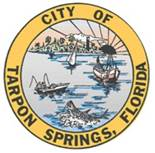 CITY OF
TARPON SPRINGS, FLORIDA